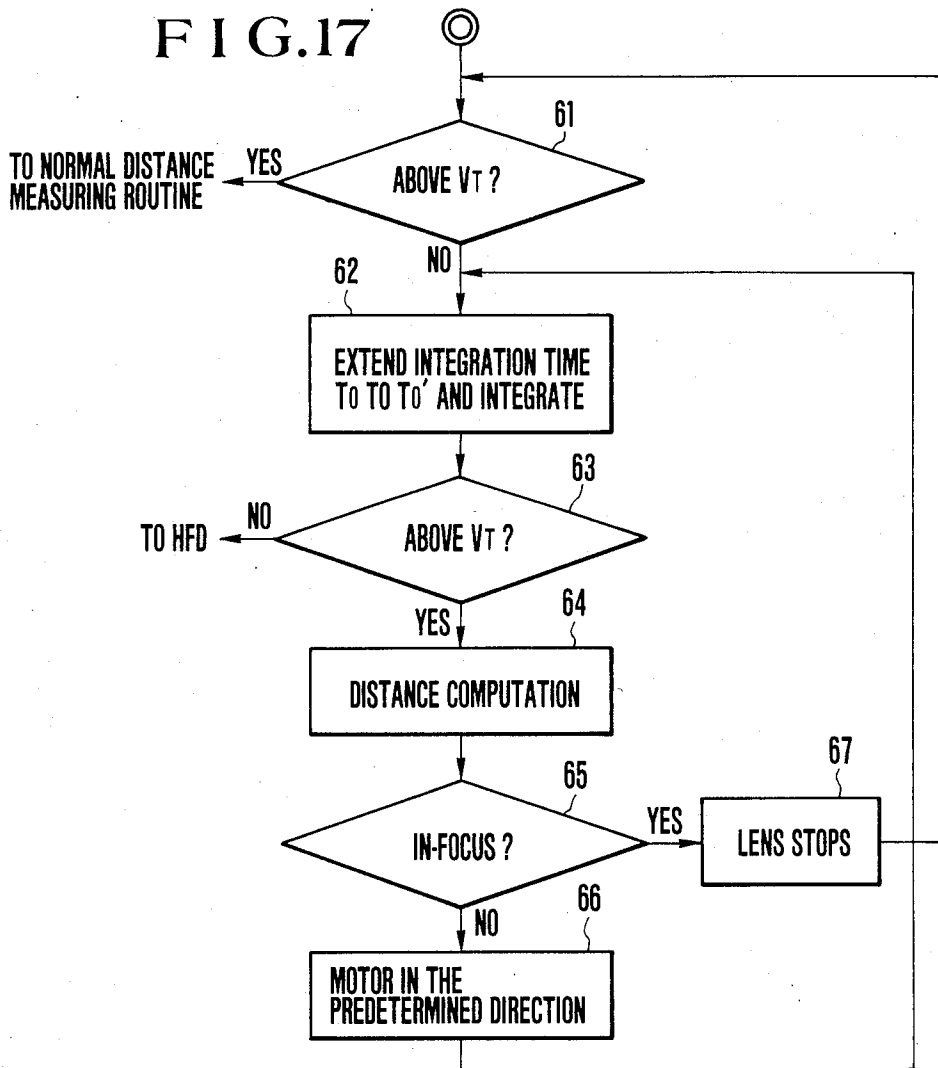 FIG.17
61
TO NORMAL DISTANCE
MEASURING ROUTINE
YES
ABOVE VT ?
NO
62
EXTEND INTEGRATION TIME
T0 TO T0′ AND INTEGRATE
63
TO HFD
NO
ABOVE VT ?
YES
64
DISTANCE COMPUTATION
65
IN-FOCUS ?
YES
67
LENS STOPS
NO
66
MOTOR IN THE
PREDETERMINED DIRECTION